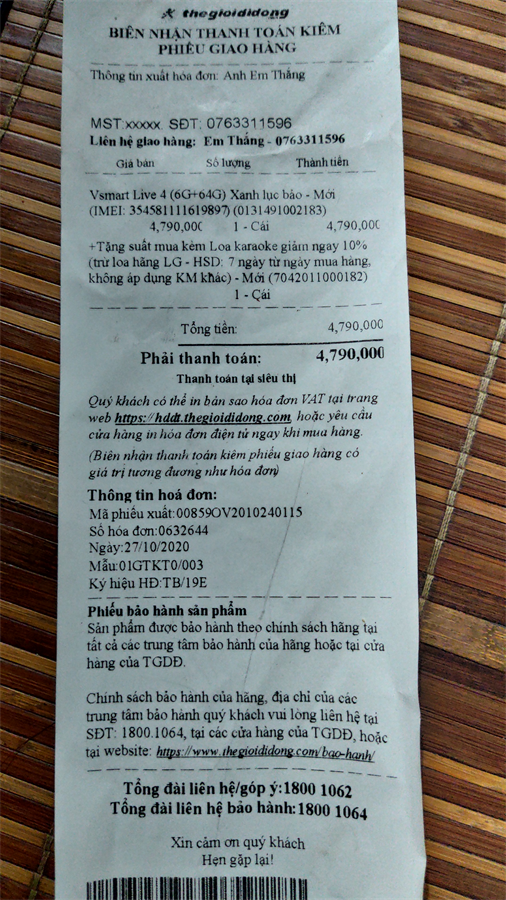 thegioididong
BIÊN NHẬN THANH TOÁN KIÊM
PHIẾU GIAO HÀNG
Thông tin xuất hóa đơn: Anh Em Thắng
MST:xxxxx. SĐT: 0763311596
Liên hệ giao hàng: Em Thắng - 0763311596
Giá bán Số lượng Thành tiền
Vsmart Live 4 (6G+64G) Xanh lục bảo - Mới
(IMEI: 354581111619897) (0131491002183)
4,790,000 1 - Cái 4,790,000
+Tặng suất mua kèm Loa karaoke giảm ngay 10%
(trừ loa hãng LG - HSD: 7 ngày từ ngày mua hàng,
không áp dụng KM khác) - Mới (7042011000182)
1 - Cái
Tổng tiền: 4,790,000
Phải thanh toán: 4,790,000
Thanh toán tại siêu thị
Quý khách có thể in bản sao hóa đơn VAT tại trang
web https://hddt.thegioididong.com, hoặc yêu cầu
cửa hàng in hóa đơn điện tử ngay khi mua hàng.
(Biên nhận thanh toán kiêm phiếu giao hàng có
giá trị tương đương như hóa đơn)
Thông tin hoá đơn:
Mã phiếu xuất:00859OV2010240115
Số hóa đơn:0632644
Ngày:27/10/2020
Mẫu:01GTKT0/003
Ký hiệu HĐ:TB/19E
Phiếu bảo hành sản phẩm
Sản phẩm được bảo hành theo chính sách hãng tại
tất cả các trung tâm bảo hành của hãng hoặc tại cửa
hàng của TGDĐ.
Chính sách bảo hành của hãng, địa chỉ của các
trung tâm bảo hành quý khách vui lòng liên hệ tại
SĐT: 1800.1064, tại các cửa hàng của TGDĐ, hoặc
tại website: https://www.thegioididong.com/bao-hanh/
Tổng đài liên hệ/góp ý:1800 1062
Tổng đài liên hệ bảo hành:1800 1064
Xin cảm ơn quý khách
Hẹn gặp lại!